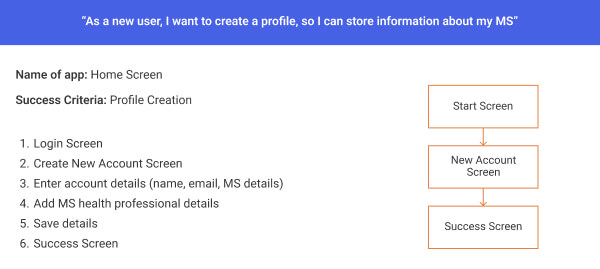 "As a new user, I want to create a profile, so I can store information about my MS"
Name of app: Home Screen
Success Criteria: Profile Creation
1. Login Screen
2. Create New Account Screen
3. Enter account details (name, email, MS details)
4. Add MS health professional details
5. Save details
6. Success Screen
Start Screen
New Account
Screen
Success Screen